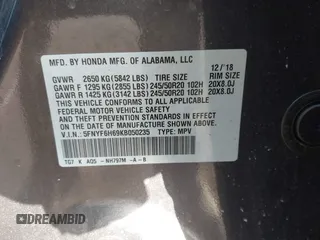 MFD. BY HONDA MFG. OF ALABAMA, LLC 12/'18
GVWR 2650 KG (5842 LBS) TIRE SIZE RIM SIZE
GAWR F 1295 KG (2855 LBS) 245/50R20 102H 20X8.0J
GAWR R 1425 KG (3142 LBS) 245/50R20 102H 20X8.0J
THIS VEHICLE CONFORMS TO ALL APPLICABLE
FEDERAL MOTOR VEHICLE SAFETY
AND THEFT PREVENTION STANDARDS IN EFFECT
ON THE DATE OF MANUFACTURE SHOWN ABOVE.
V.I.N.: 5FNYF6H69KB050235 TYPE: MPV
TG7 K AQS - NH797M -A-B
DREAMBID